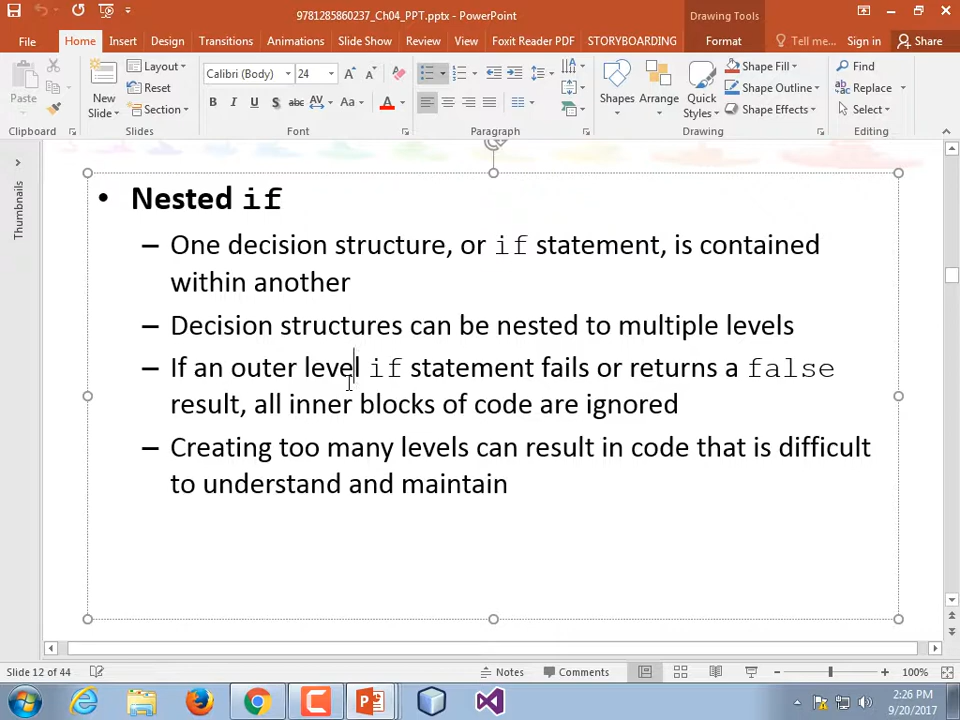 9781285860237_Ch04_PPT.pptx - PowerPoint
Drawing Tools
File Home Insert Design Transitions Animations Slide Show Review View Foxit Reader PDF STORYBOARDING Format Tell me... Sign in Share
Paste
New
Slide
Layout
Reset
Section
Calibri (Body) 24
B I U S abc AV Aa A
Shapes
Arrange
Quick
Styles
Shape Fill
Shape Outline
Shape Effects
Find
Replace
Select
Clipboard Slides Font Paragraph Drawing Editing
Thumbnails
• Nested if
– One decision structure, or if statement, is contained
within another
– Decision structures can be nested to multiple levels
– If an outer level if statement fails or returns a false
result, all inner blocks of code are ignored
– Creating too many levels can result in code that is difficult
to understand and maintain
Slide 12 of 44 Notes Comments 100%
2:26 PM
9/20/2017